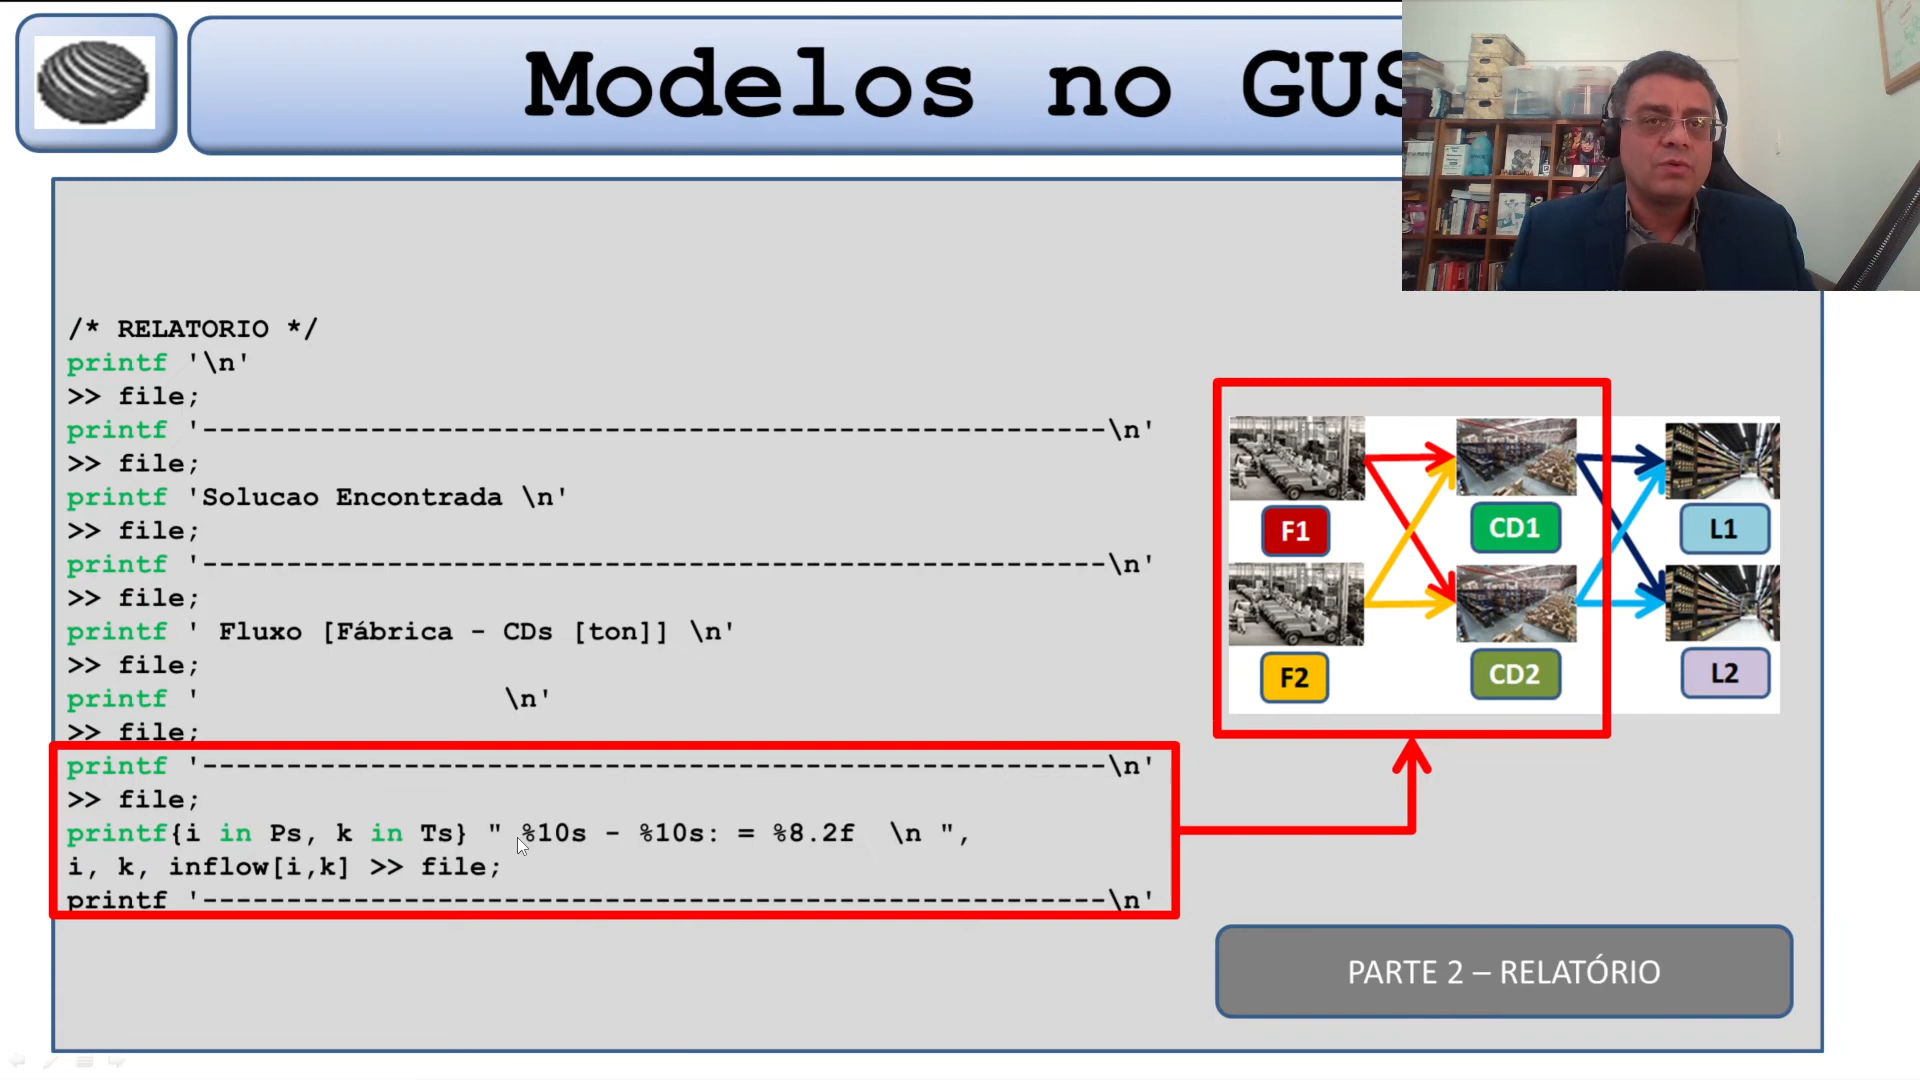 Modelos no GUS
/* RELATORIO */
printf '\n'
>> file;
printf '------------------------------------------------------\n'
>> file;
printf 'Solucao Encontrada \n'
>> file;
printf '------------------------------------------------------\n'
>> file;
printf ' Fluxo [Fábrica - CDs [ton]] \n'
>> file;
printf '                  \n'
>> file;
printf '------------------------------------------------------\n'
>> file;
printf{i in Ps, k in Ts} " %10s - %10s: = %8.2f  \n ",
i, k, inflow[i,k] >> file;
printf '------------------------------------------------------\n'
F1
CD1
L1
F2
CD2
L2
PARTE 2 – RELATÓRIO